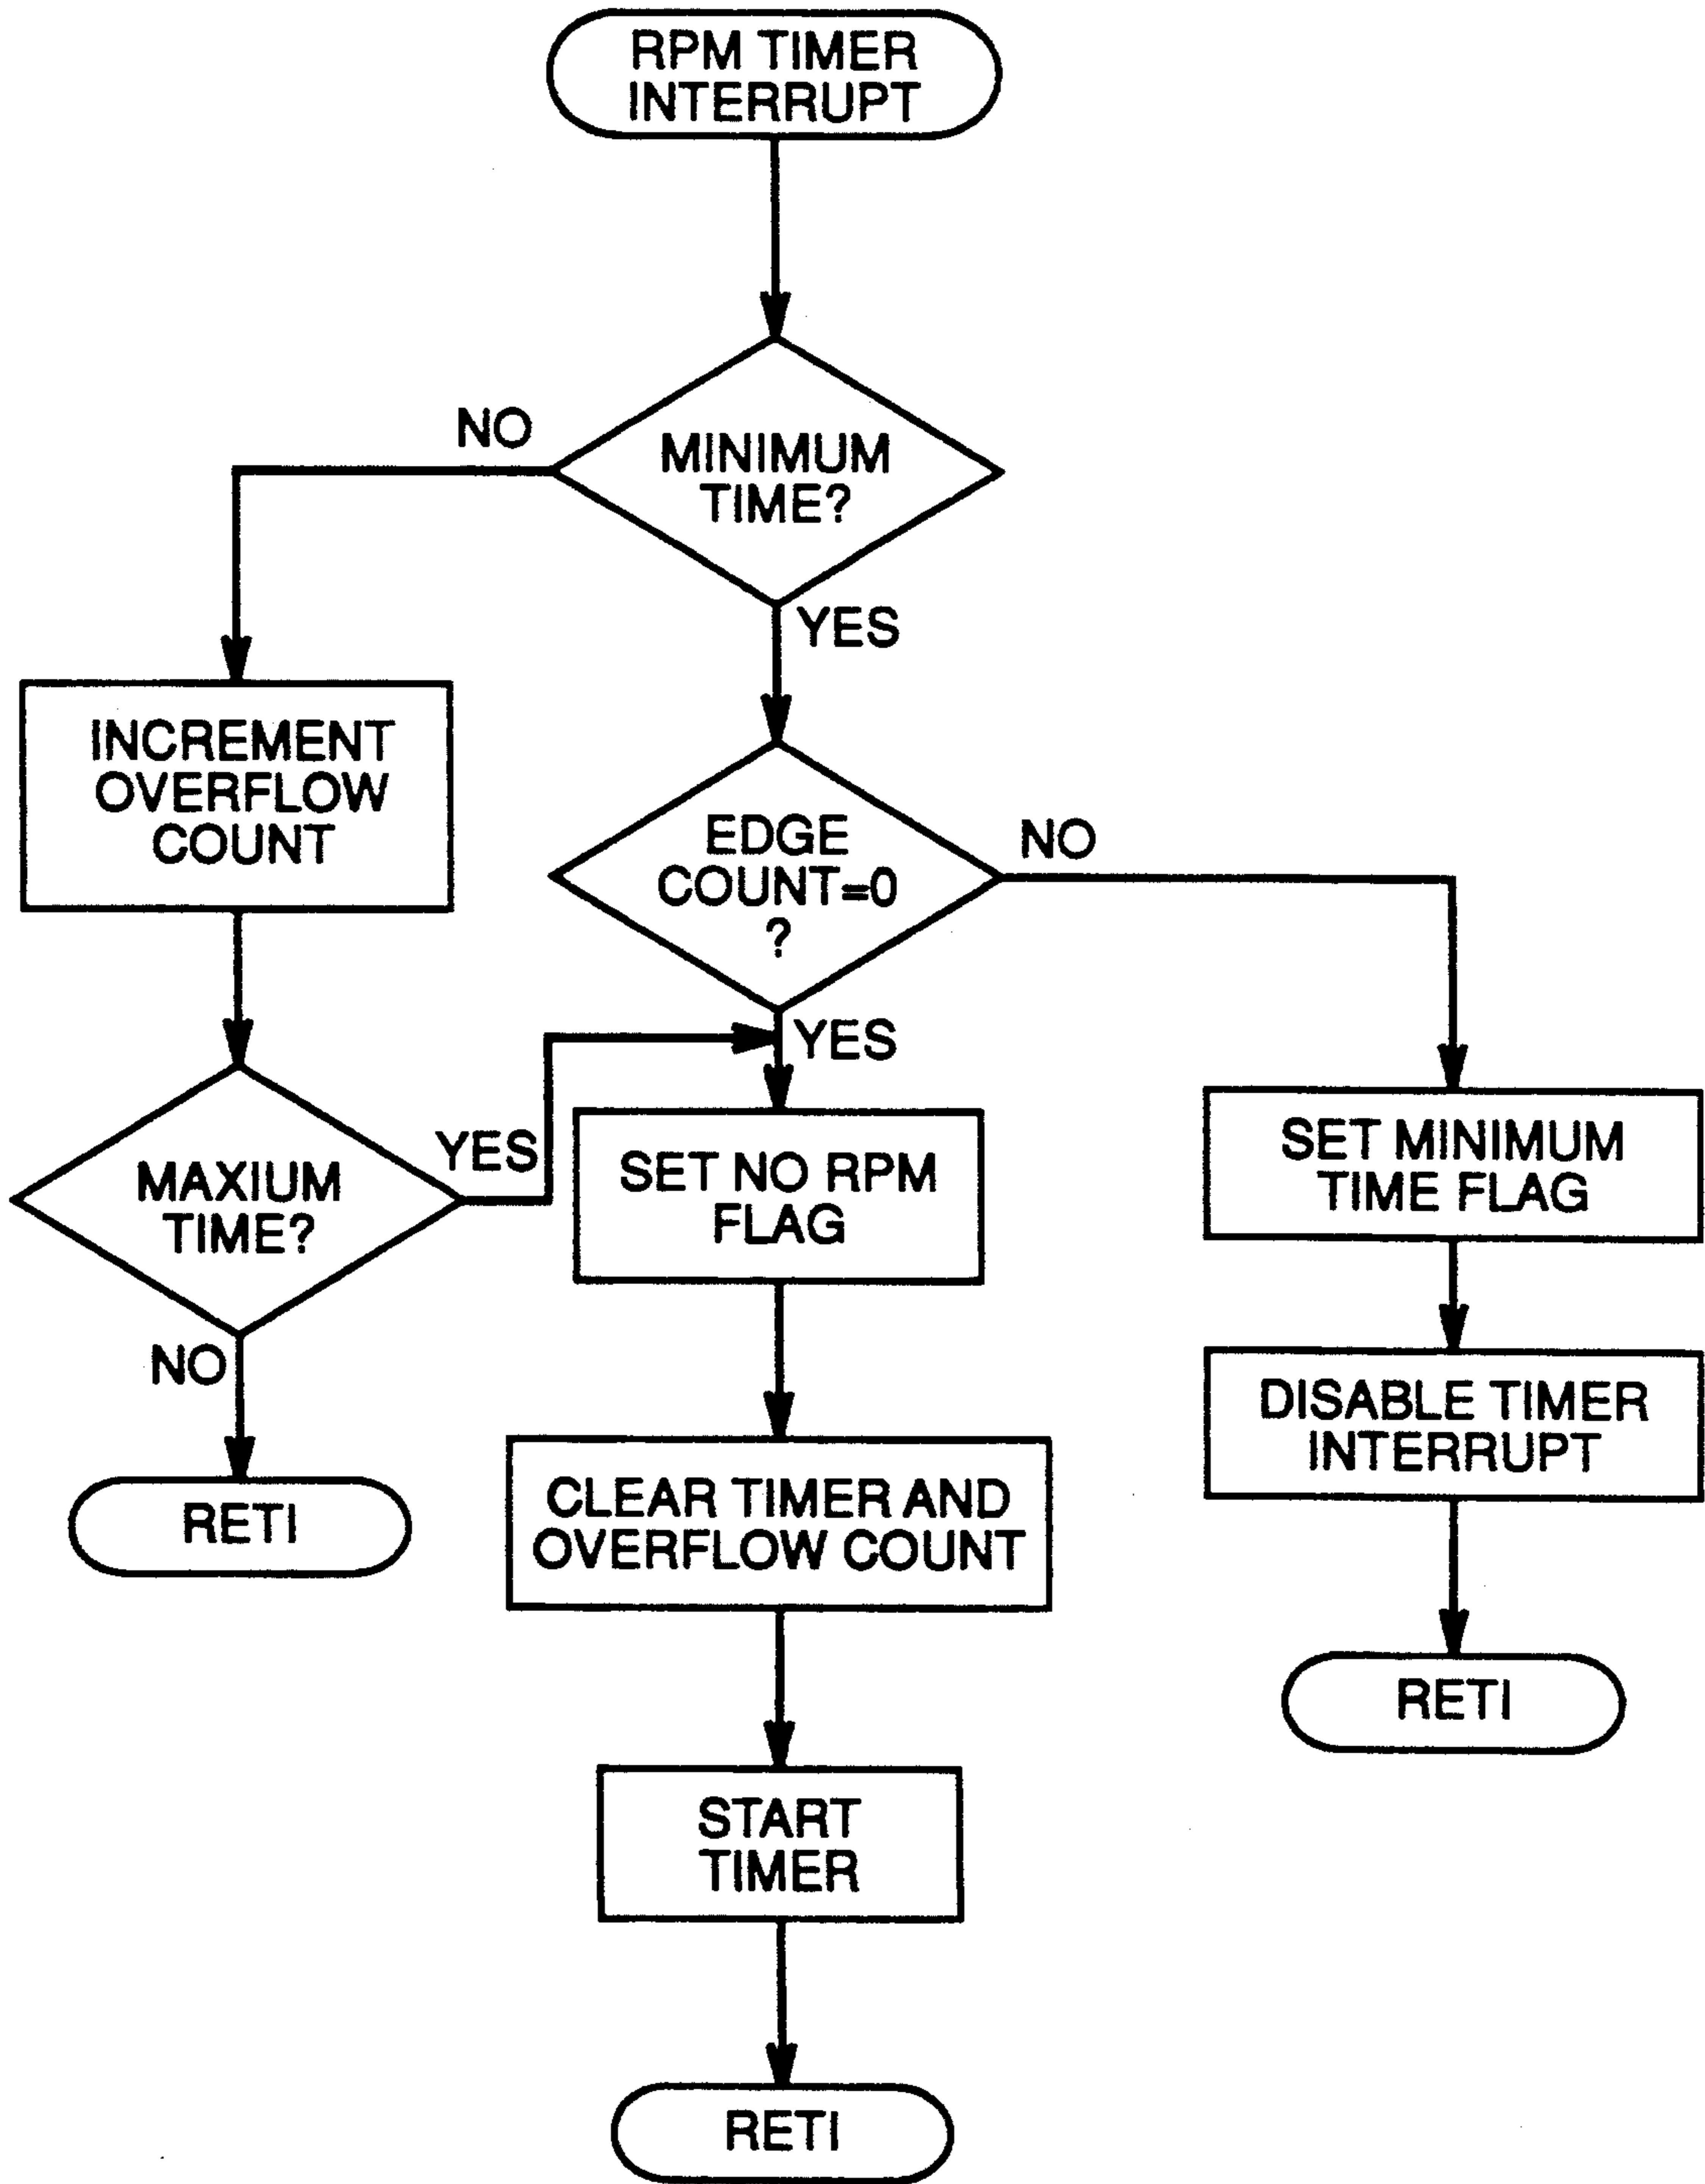 RPM TIMER
INTERRUPT
NO
MINIMUM
TIME?
YES
INCREMENT
OVERFLOW
COUNT
EDGE
COUNT=0
?
NO
YES
MAXIUM
TIME?
YES
NO
RETI
SET NO RPM
FLAG
SET MINIMUM
TIME FLAG
DISABLE TIMER
INTERRUPT
RETI
CLEAR TIMER AND
OVERFLOW COUNT
START
TIMER
RETI